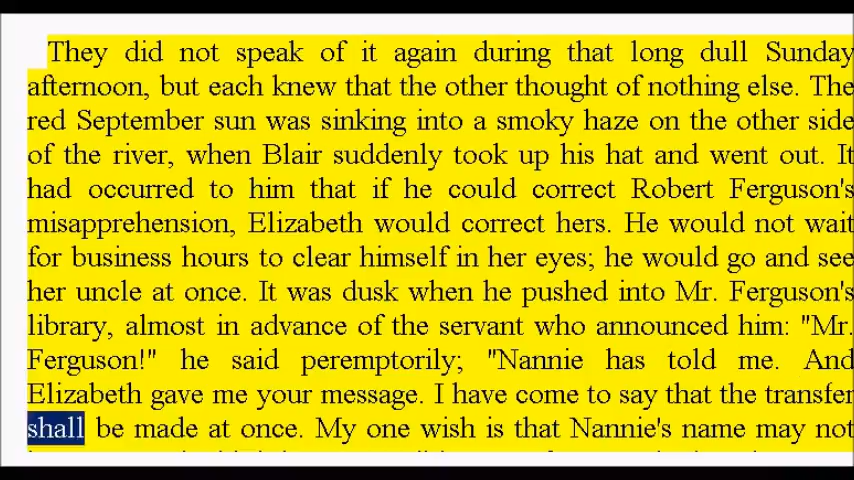 They did not speak of it again during that long dull Sunday
afternoon, but each knew that the other thought of nothing else. The
red September sun was sinking into a smoky haze on the other side
of the river, when Blair suddenly took up his hat and went out. It
had occurred to him that if he could correct Robert Ferguson's
misapprehension, Elizabeth would correct hers. He would not wait
for business hours to clear himself in her eyes; he would go and see
her uncle at once. It was dusk when he pushed into Mr. Ferguson's
library, almost in advance of the servant who announced him: "Mr.
Ferguson!" he said peremptorily; "Nannie has told me. And
Elizabeth gave me your message. I have come to say that the transfer
shall be made at once. My one wish is that Nannie's name may not